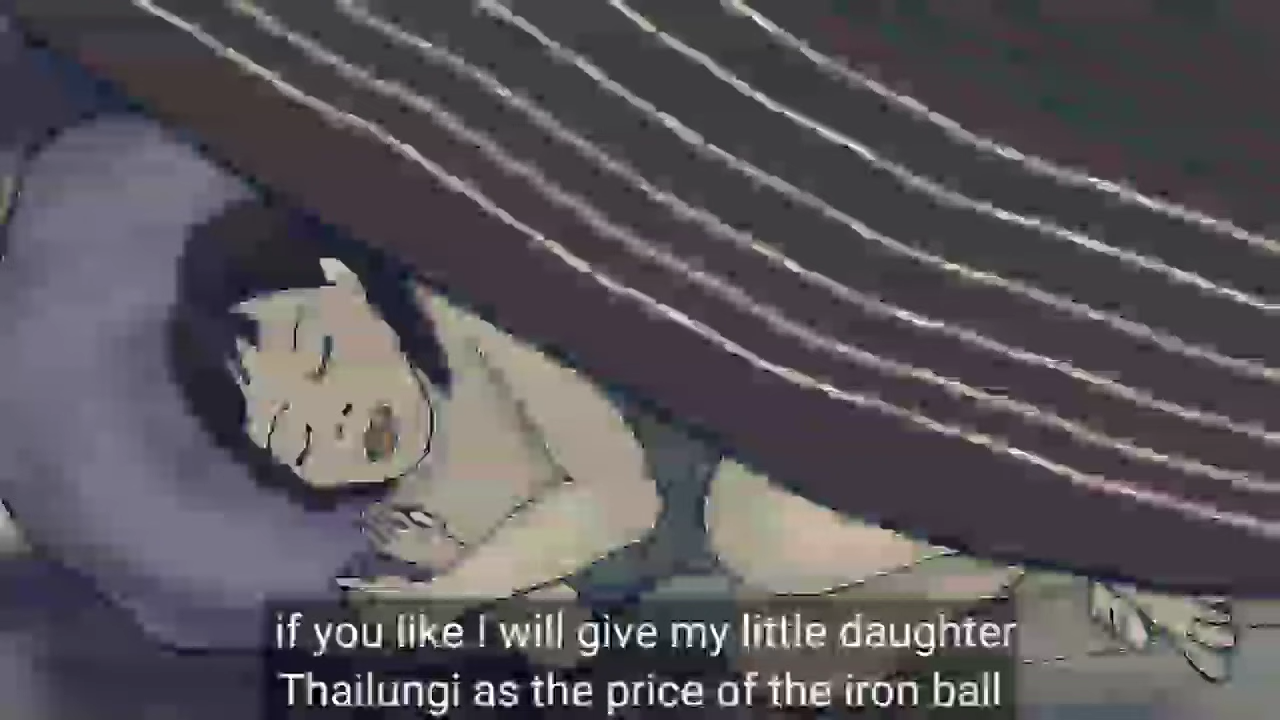 if you like I will give my little daughter
Thailungi as the price of the iron ball